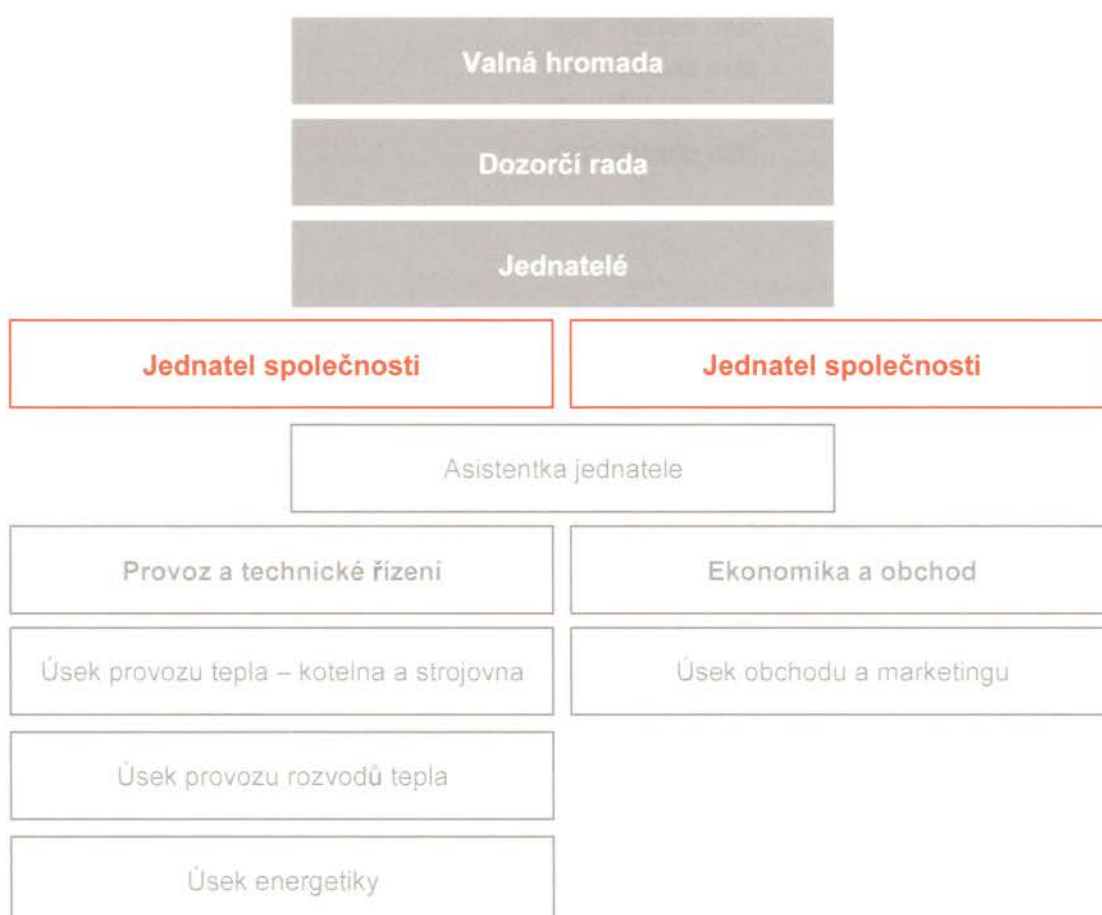 Valná hromada
Dozorčí rada
Jednatelé
Jednatel společnosti
Jednatel společnosti
Asistentka jednatele
Provoz a technické řízení
Ekonomika a obchod
Úsek provozu tepla – kotelna a strojovna
Úsek obchodu a marketingu
Úsek provozu rozvodů tepla
Úsek energetiky